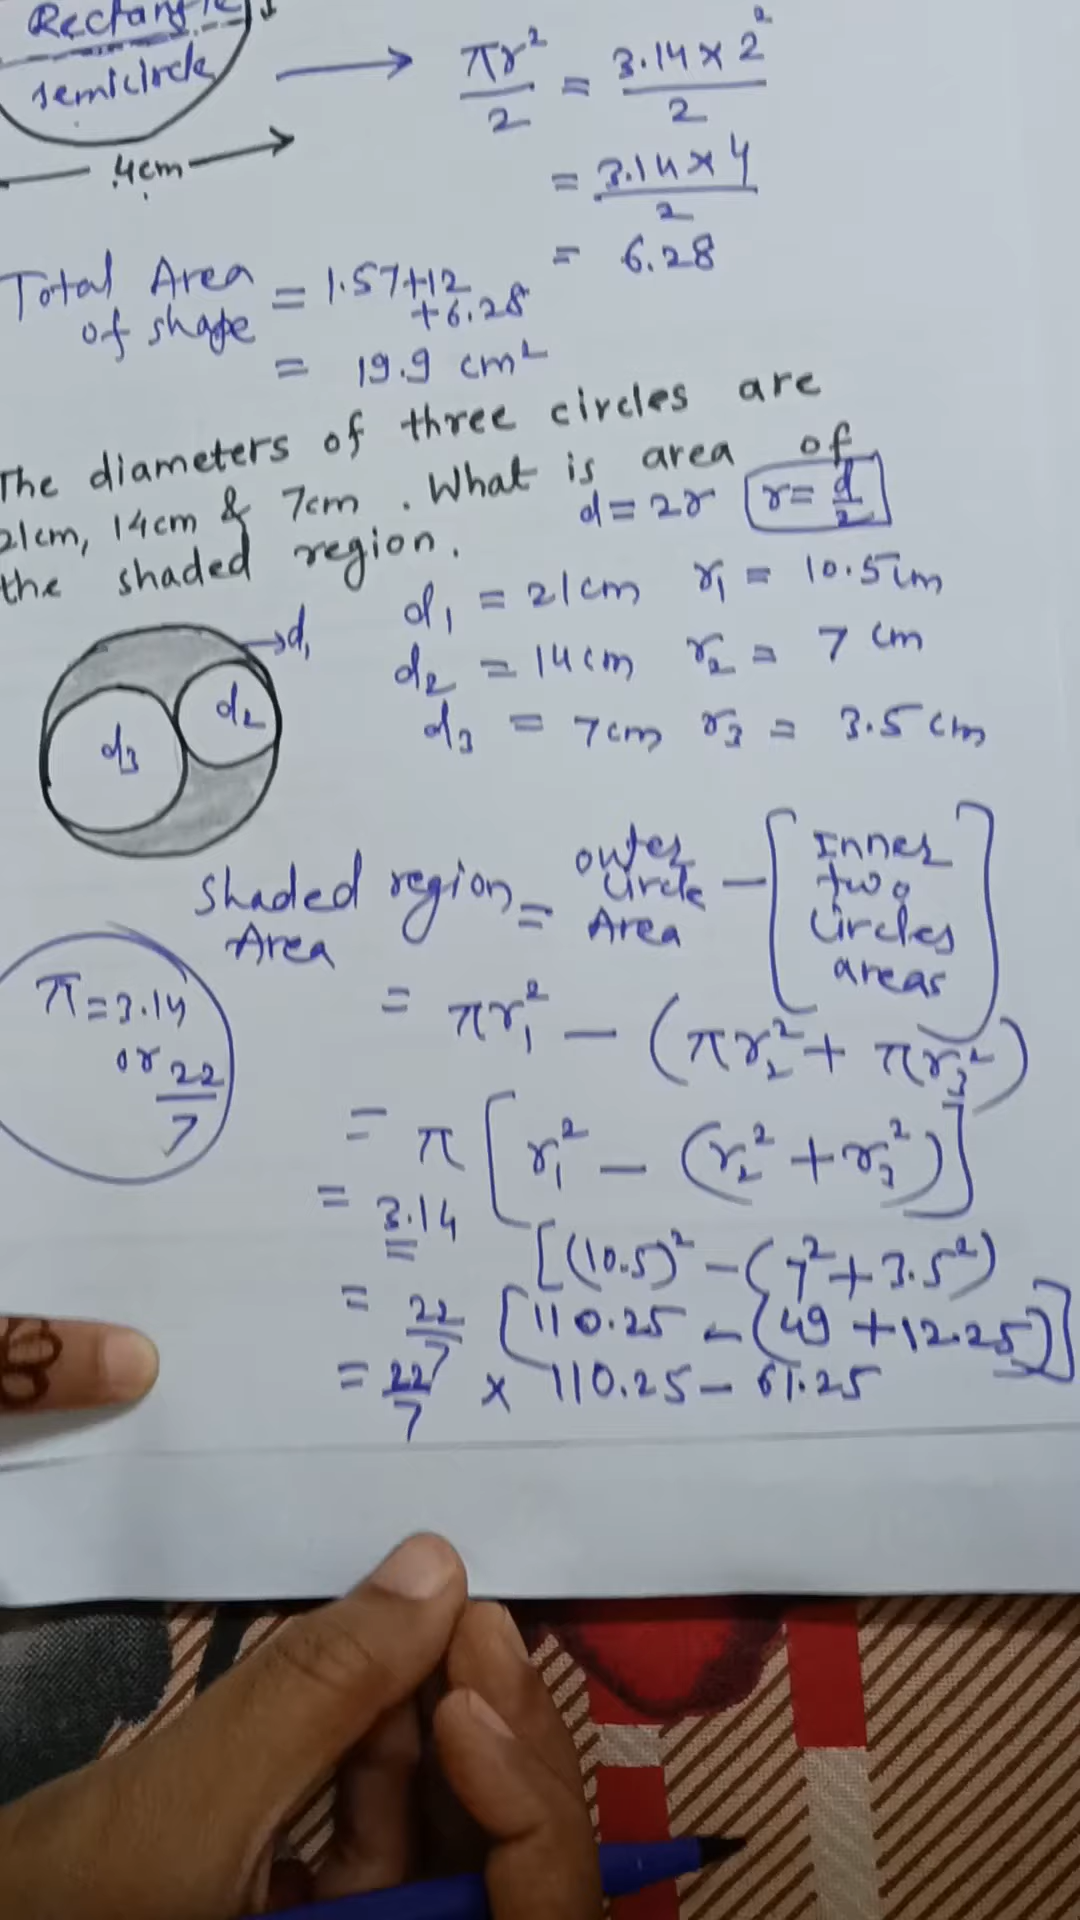 Rectangle
semicircle
πr²/2 = 3.14 × 2²/2
4cm
= 3.14 × 4/2
= 6.28
Total Area of shape = 1.57+12+6.28
= 19.9 cm²
The diameters of three circles are
21cm, 14cm & 7cm. What is area of
the shaded region.
d=2r r=d/2
d₁ = 21cm r₁ = 10.5cm
d₂ = 14cm r₂ = 7 cm
d₃ = 7cm r₃ = 3.5cm
d₁
d₂
d₃
Shaded region Area = outer circle Area - [Inner two circles areas]
π=3.14
or 22/7
= πr₁² - (πr₂² + πr₃²)
= π [r₁² - (r₂² + r₃²)]
= 3.14 [(10.5)² - (7² + 3.5²)
= 22/7 [110.25 - (49 + 12.25)]
= 22/7 × 110.25 - 61.25